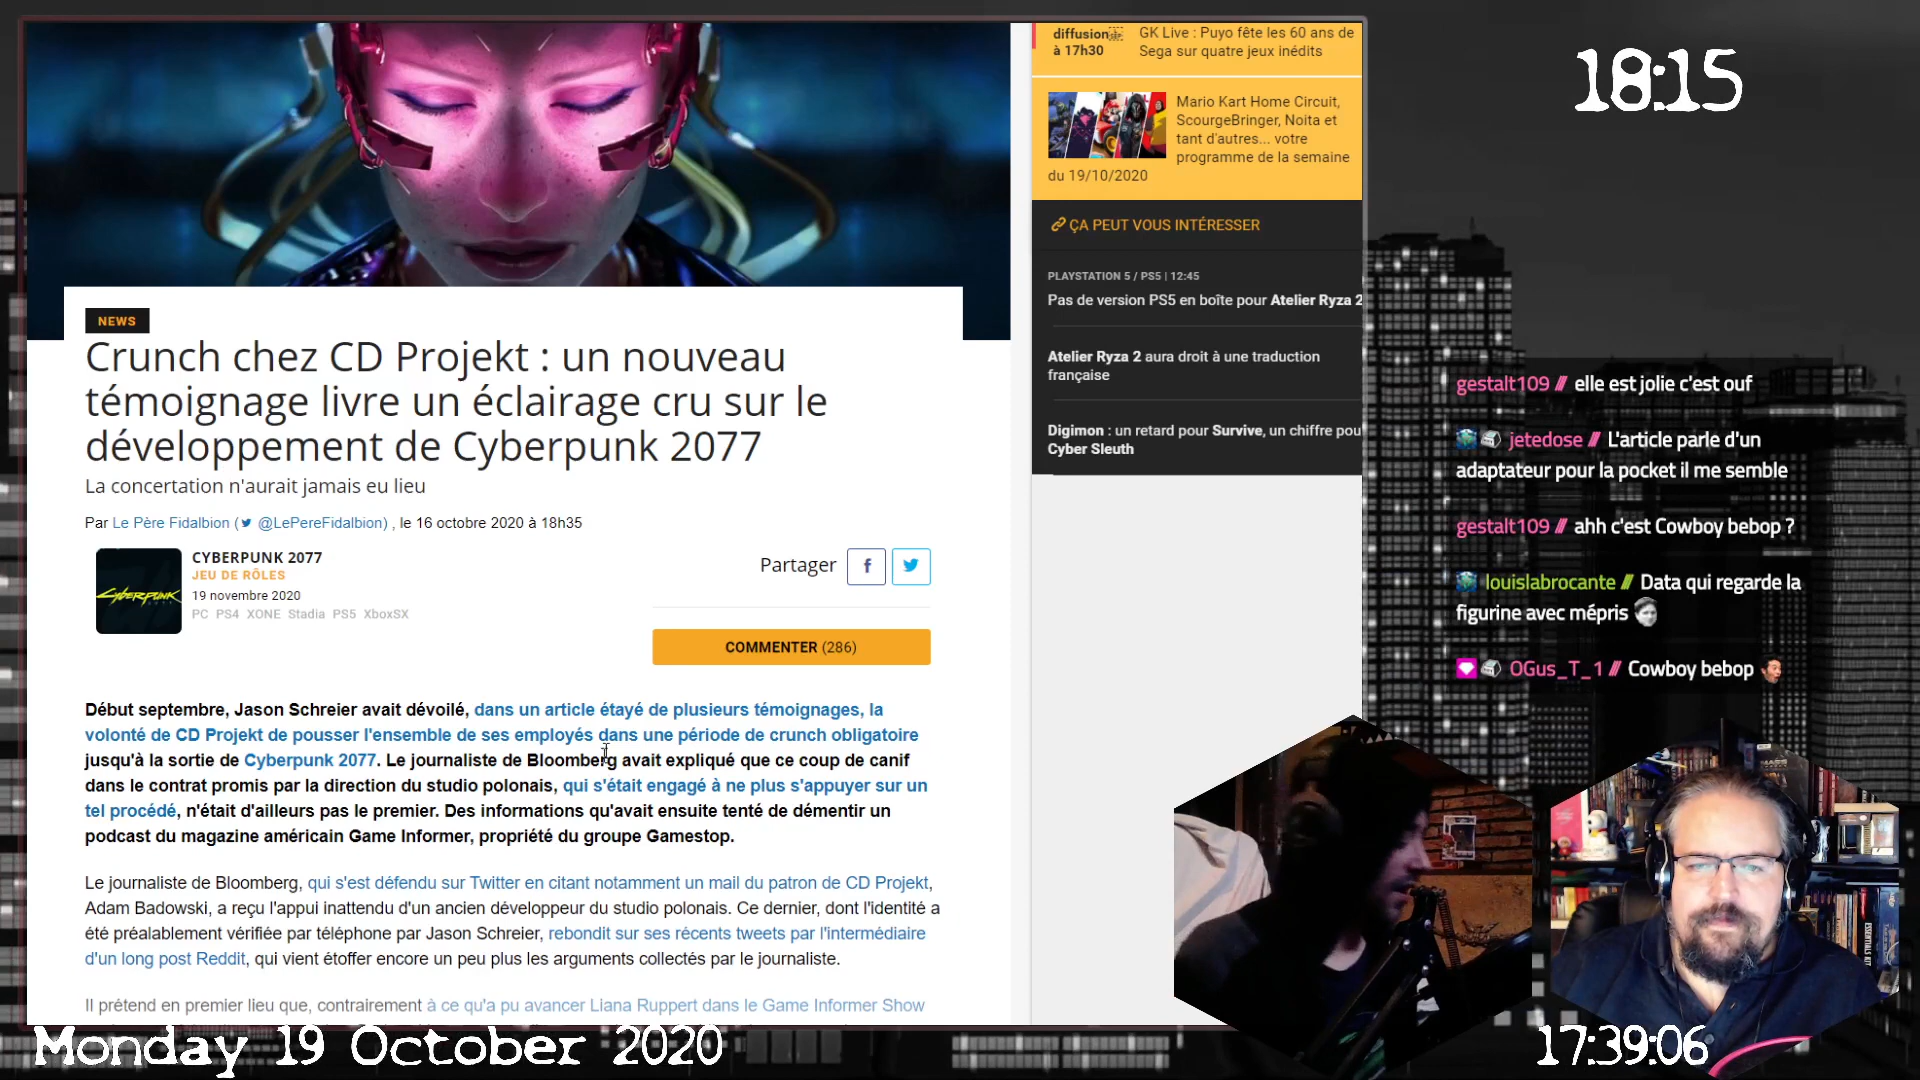 diffusion
à 17h30
GK Live : Puyo fête les 60 ans de
Sega sur quatre jeux inédits
Mario Kart Home Circuit,
ScourgeBringer, Noita et
tant d'autres... votre
programme de la semaine
du 19/10/2020
ÇA PEUT VOUS INTÉRESSER
PLAYSTATION 5 / PS5 | 12:45
Pas de version PS5 en boîte pour Atelier Ryza 2
Atelier Ryza 2 aura droit à une traduction
française
Digimon : un retard pour Survive, un chiffre pou
Cyber Sleuth
NEWS
Crunch chez CD Projekt : un nouveau
témoignage livre un éclairage cru sur le
développement de Cyberpunk 2077
La concertation n'aurait jamais eu lieu
Par Le Père Fidalbion ( @LePereFidalbion) , le 16 octobre 2020 à 18h35
CYBERPUNK 2077
JEU DE RÔLES
19 novembre 2020
PC PS4 XONE Stadia PS5 XboxSX
Cyberpunk
Partager
COMMENTER (286)
Début septembre, Jason Schreier avait dévoilé, dans un article étayé de plusieurs témoignages, la
volonté de CD Projekt de pousser l'ensemble de ses employés dans une période de crunch obligatoire
jusqu'à la sortie de Cyberpunk 2077. Le journaliste de Bloomberg avait expliqué que ce coup de canif
dans le contrat promis par la direction du studio polonais, qui s'était engagé à ne plus s'appuyer sur un
tel procédé, n'était d'ailleurs pas le premier. Des informations qu'avait ensuite tenté de démentir un
podcast du magazine américain Game Informer, propriété du groupe Gamestop.
Le journaliste de Bloomberg, qui s'est défendu sur Twitter en citant notamment un mail du patron de CD Projekt,
Adam Badowski, a reçu l'appui inattendu d'un ancien développeur du studio polonais. Ce dernier, dont l'identité a
été préalablement vérifiée par téléphone par Jason Schreier, rebondit sur ses récents tweets par l'intermédiaire
d'un long post Reddit, qui vient étoffer encore un peu plus les arguments collectés par le journaliste.
Il prétend en premier lieu que, contrairement à ce qu'a pu avancer Liana Ruppert dans le Game Informer Show
18:15
gestalt109 // elle est jolie c'est ouf
jetedose // L'article parle d'un
adaptateur pour la pocket il me semble
gestalt109 // ahh c'est Cowboy bebop ?
louislabrocante // Data qui regarde la
figurine avec mépris
OGus_T_1 // Cowboy bebop
Monday 19 October 2020
17:39:06